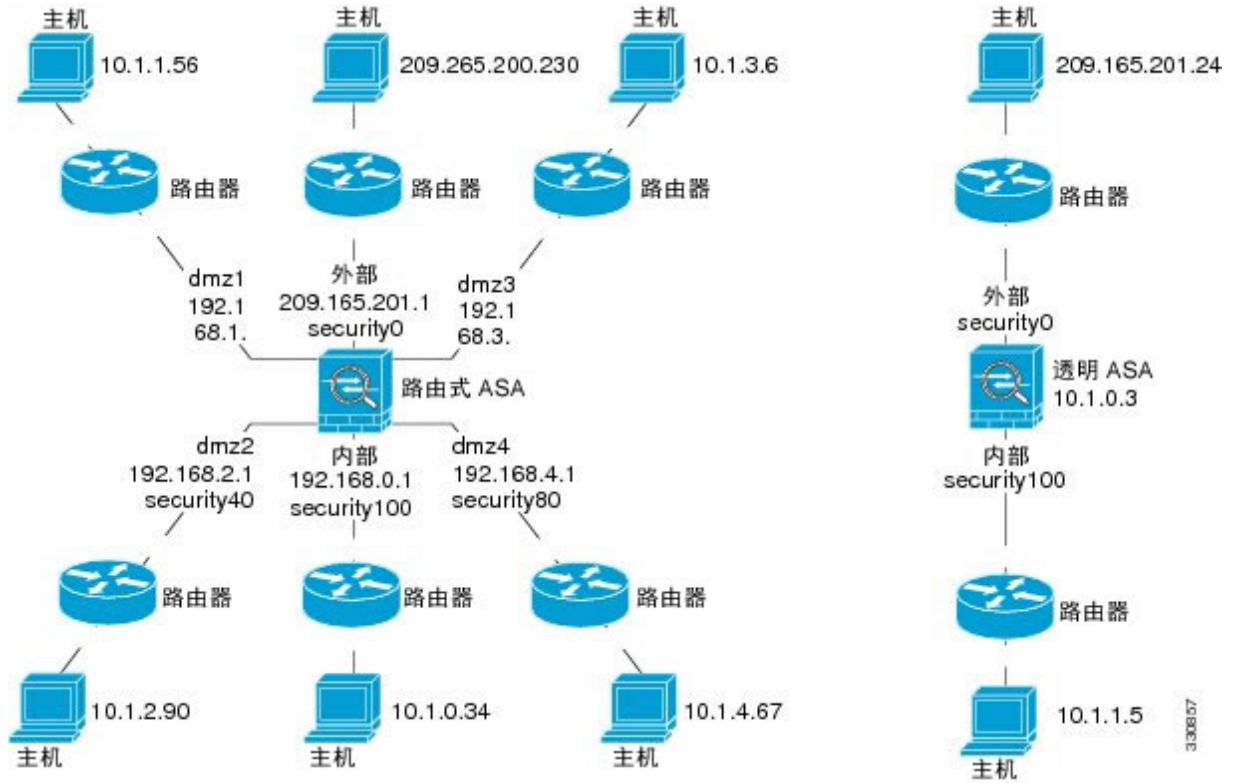 主机
10.1.1.56
主机
209.265.200.230
主机
10.1.3.6
路由器
路由器
路由器
dmz1
192.1
68.1.
外部
209.165.201.1
security0
dmz3
192.1
68.3.
路由式 ASA
dmz2
192.168.2.1
security40
内部
192.168.0.1
security100
dmz4
192.168.4.1
security80
路由器
路由器
路由器
10.1.2.90
主机
10.1.0.34
主机
10.1.4.67
主机
主机
209.165.201.24
路由器
外部
security0
透明 ASA
10.1.0.3
内部
security100
路由器
10.1.1.5
主机
330857